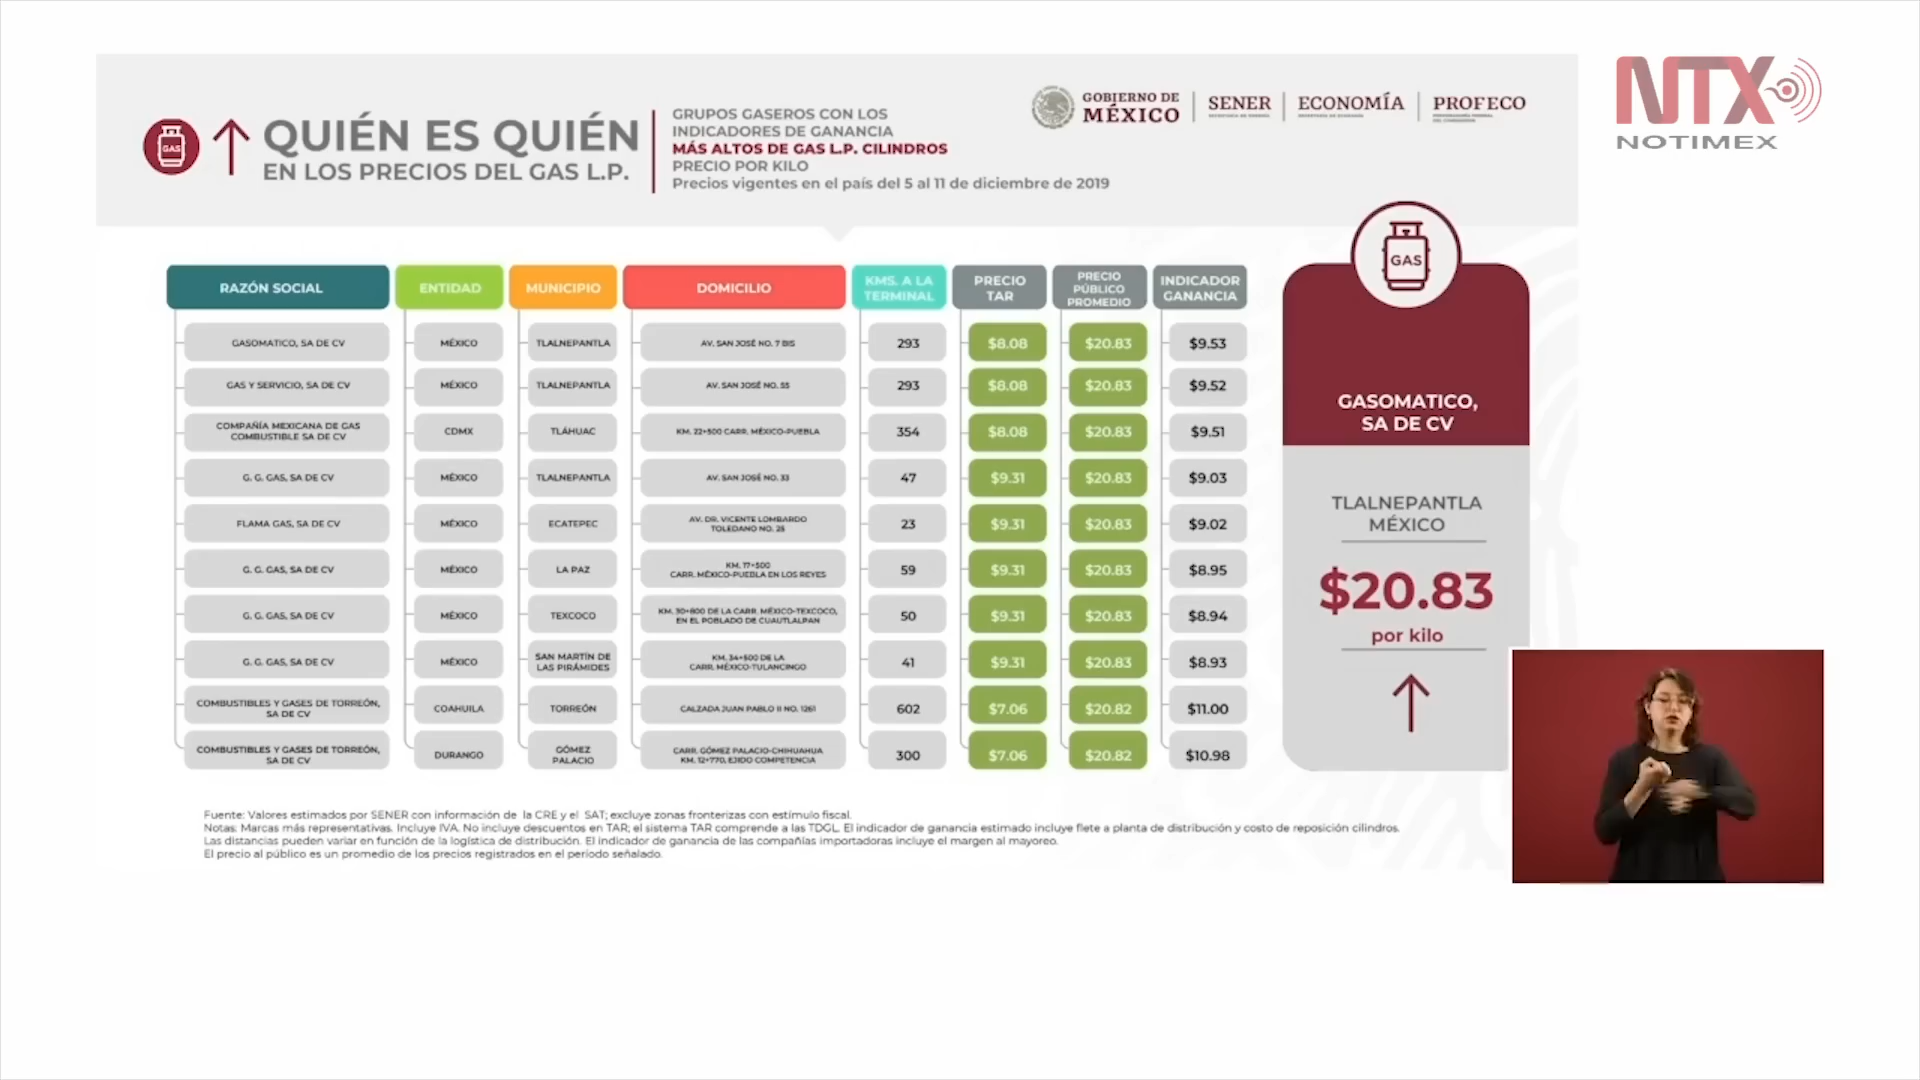 NTX
NOTIMEX
GAS
QUIÉN ES QUIÉN
EN LOS PRECIOS DEL GAS L.P.
GRUPOS GASEROS CON LOS
INDICADORES DE GANANCIA
MÁS ALTOS DE GAS L.P. CILINDROS
PRECIO POR KILO
Precios vigentes en el país del 5 al 11 de diciembre de 2019
GOBIERNO DE
MÉXICO
SENER
ECONOMÍA
PROFECO
RAZÓN SOCIAL ENTIDAD MUNICIPIO DOMICILIO KMS. A LA TERMINAL PRECIO TAR PRECIO PÚBLICO PROMEDIO INDICADOR GANANCIA
GASOMATICO, SA DE CV MÉXICO TLALNEPANTLA AV. SAN JOSÉ NO. 7 BIS 293 $8.08 $20.83 $9.53
GAS Y SERVICIO, SA DE CV MÉXICO TLALNEPANTLA AV. SAN JOSÉ NO. 55 293 $8.08 $20.83 $9.52
COMPAÑÍA MEXICANA DE GAS COMBUSTIBLE SA DE CV CDMX TLÁHUAC KM. 22+500 CARR. MÉXICO-PUEBLA 354 $8.08 $20.83 $9.51
G. G. GAS, SA DE CV MÉXICO TLALNEPANTLA AV. SAN JOSÉ NO. 33 47 $9.31 $20.83 $9.03
FLAMA GAS, SA DE CV MÉXICO ECATEPEC AV. DR. VICENTE LOMBARDO TOLEDANO NO. 25 23 $9.31 $20.83 $9.02
G. G. GAS, SA DE CV MÉXICO LA PAZ KM. 17+500 CARR. MÉXICO-PUEBLA EN LOS REYES 59 $9.31 $20.83 $8.95
G. G. GAS, SA DE CV MÉXICO TEXCOCO KM. 30+800 DE LA CARR. MÉXICO-TEXCOCO, EN EL POBLADO DE CUAUTLALPAN 50 $9.31 $20.83 $8.94
G. G. GAS, SA DE CV MÉXICO SAN MARTÍN DE LAS PIRÁMIDES KM. 34+500 DE LA CARR. MÉXICO-TULANCINGO 41 $9.31 $20.83 $8.93
COMBUSTIBLES Y GASES DE TORREÓN, SA DE CV COAHUILA TORREÓN CALZADA JUAN PABLO II NO. 1261 602 $7.06 $20.82 $11.00
COMBUSTIBLES Y GASES DE TORREÓN, SA DE CV DURANGO GÓMEZ PALACIO CARR. GÓMEZ PALACIO-CHIHUAHUA KM. 12+770, EJIDO COMPETENCIA 300 $7.06 $20.82 $10.98
GAS
GASOMATICO,
SA DE CV
TLALNEPANTLA
MÉXICO
$20.83
por kilo
Fuente: Valores estimados por SENER con información de la CRE y el SAT; excluye zonas fronterizas con estímulo fiscal.
Notas: Marcas más representativas. Incluye IVA. No incluye descuentos en TAR; el sistema TAR comprende a las TDGL. El indicador de ganancia estimado incluye flete a planta de distribución y costo de reposición cilindros.
Las distancias pueden variar en función de la logística de distribución. El indicador de ganancia de las compañías importadoras incluye el margen al mayoreo.
El precio al público es un promedio de los precios registrados en el período señalado.